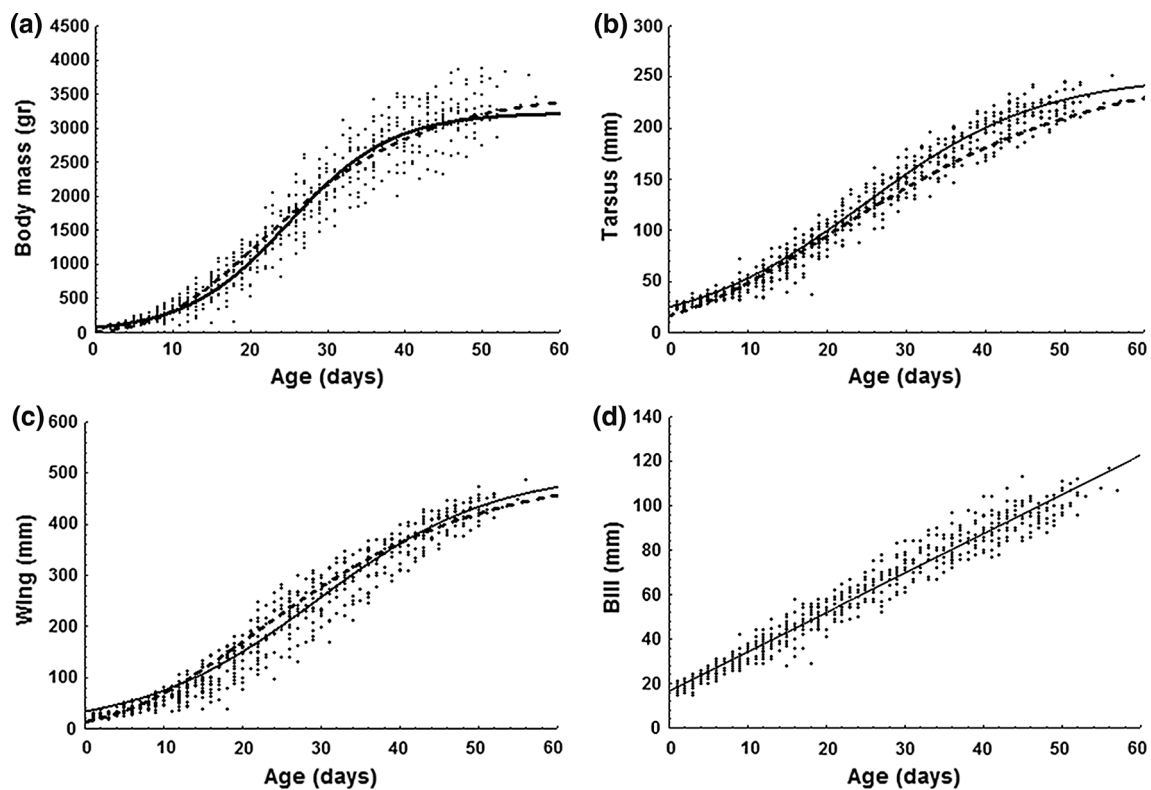 (a)
4500
4000
3500
3000
2500
2000
1500
1000
500
0
Body mass (gr)
0 10 20 30 40 50 60
Age (days)
(b)
300
250
200
150
100
50
0
Tarsus (mm)
0 10 20 30 40 50 60
Age (days)
(c)
600
500
400
300
200
100
0
Wing (mm)
0 10 20 30 40 50 60
Age (days)
(d)
140
120
100
80
60
40
20
0
Bill (mm)
0 10 20 30 40 50 60
Age (days)